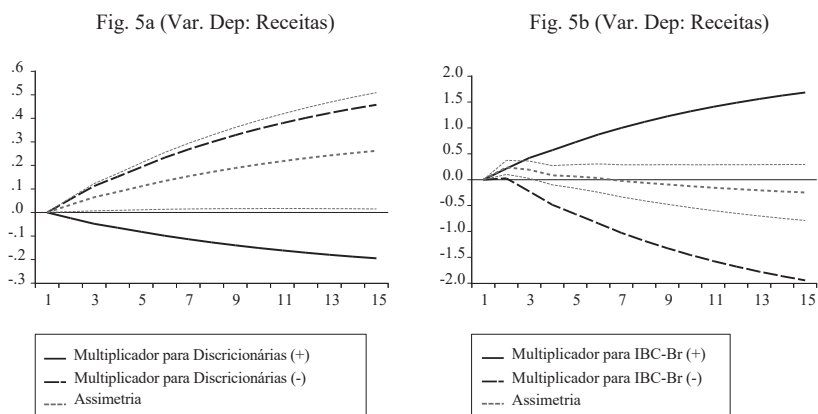 Fig. 5a (Var. Dep: Receitas)
.6
.5
.4
.3
.2
.1
.0
-.1
-.2
-.3
1 3 5 7 9 11 13 15
Multiplicador para Discricionárias (+)
Multiplicador para Discricionárias (-)
Assimetria
Fig. 5b (Var. Dep: Receitas)
2.0
1.5
1.0
0.5
0.0
-0.5
-1.0
-1.5
-2.0
1 3 5 7 9 11 13 15
Multiplicador para IBC-Br (+)
Multiplicador para IBC-Br (-)
Assimetria